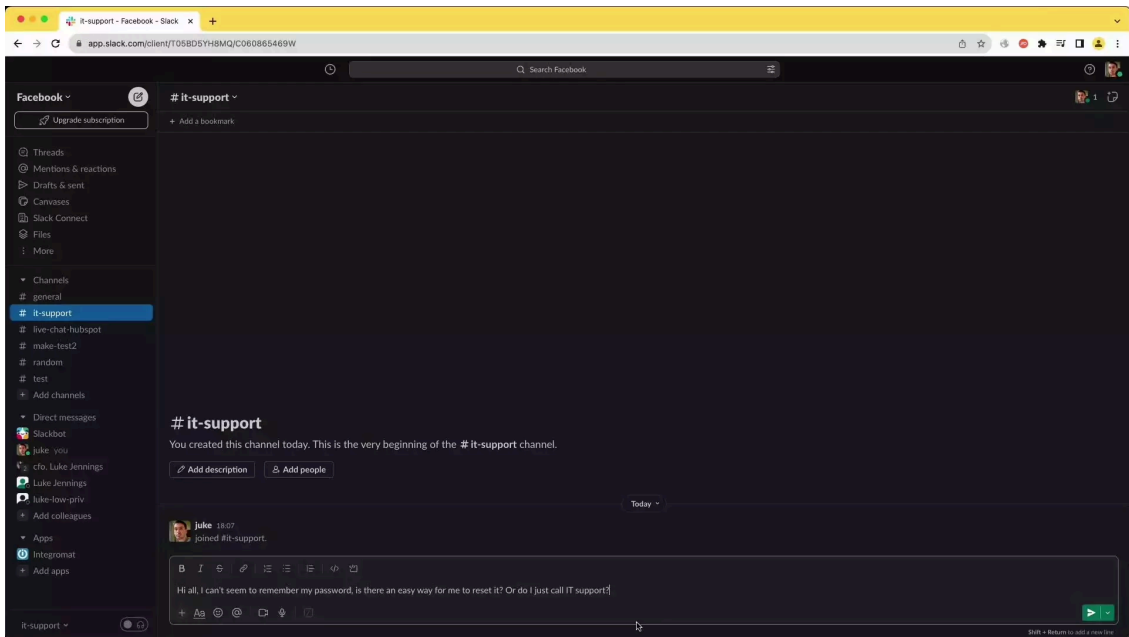 it-support - Facebook - Slack
app.slack.com/client/T05BD5YH8MQ/C060865469W
Search Facebook
Facebook
Upgrade subscription
Threads
Mentions & reactions
Drafts & sent
Canvases
Slack Connect
Files
More
Channels
# general
# it-support
# live-chat-hubspot
# make-test2
# random
# test
+ Add channels
Direct messages
Slackbot
juke you
cfo, Luke Jennings
Luke Jennings
luke-low-priv
+ Add colleagues
Apps
Integromat
+ Add apps
it-support
# it-support
1
+ Add a bookmark
# it-support
You created this channel today. This is the very beginning of the # it-support channel.
Add description
Add people
Today
juke 18:07
joined #it-support.
B I S
Hi all, I can't seem to remember my password, is there an easy way for me to reset it? Or do I just call IT support?
+ Aa @
Shift + Return to add a new line